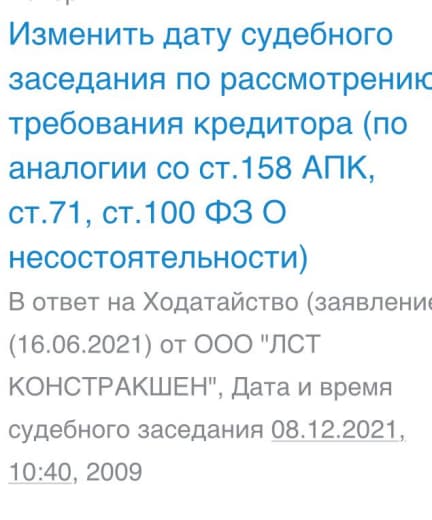 Изменить дату судебного
заседания по рассмотрению
требования кредитора (по
аналогии со ст.158 АПК,
ст.71, ст.100 ФЗ О
несостоятельности)
В ответ на Ходатайство (заявление
(16.06.2021) от ООО "ЛСТ
КОНСТРАКШЕН", Дата и время
судебного заседания 08.12.2021,
10:40, 2009